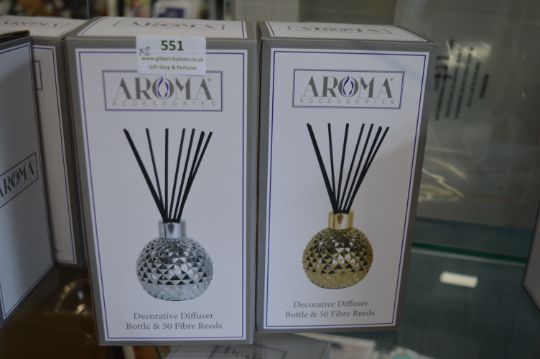 x2 551
www.gilbert-baitson.co.uk
Gift Shop & Perfume
AROMA
ACCESSORIES
Decorative Diffuser
Bottle & 50 Fibre Reeds
AROMA
ACCESSORIES
Decorative Diffuser
Bottle & 50 Fibre Reeds
AROMA